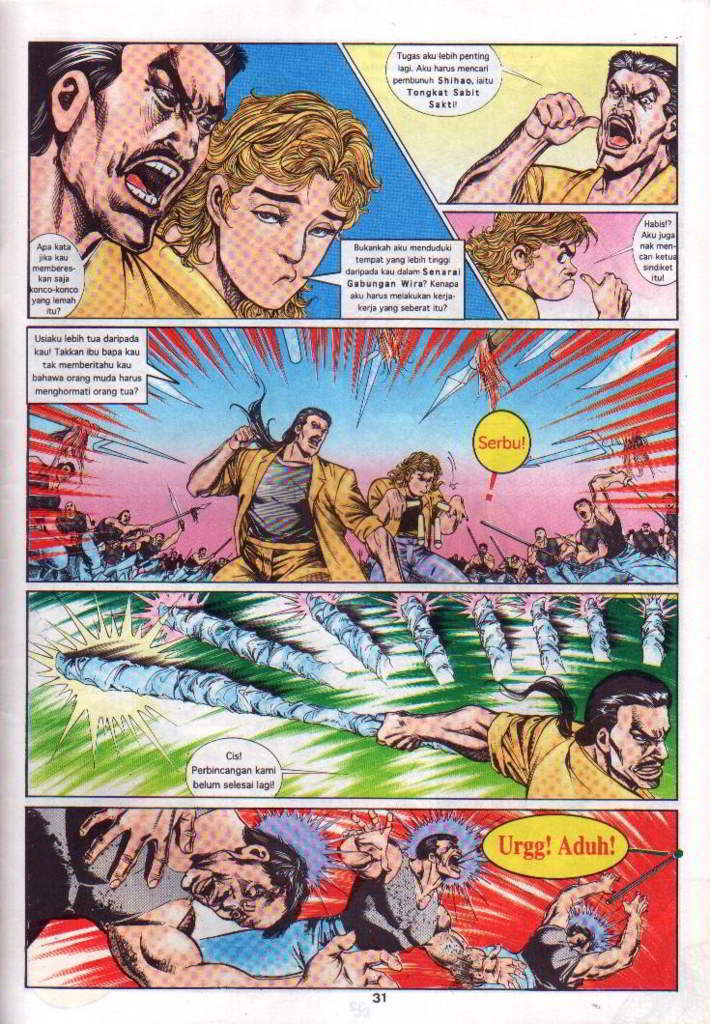 Apa kata
jika kau
memberes-
kan saja
konco-konco
yang lemah
itu?
Bukankah aku menduduki
tempat yang lebih tinggi
daripada kau dalam Senarai
Gabungan Wira? Kenapa
aku harus melakukan kerja-
kerja yang seberat itu?
Tugas aku lebih penting
lagi. Aku harus mencari
pembunuh Shihao, iaitu
Tongkat Sabit
Sakti!
Habis!?
Aku juga
nak men-
cari ketua
sindiket
itu!
Usiaku lebih tua daripada
kau! Takkan ibu bapa kau
tak memberitahu kau
bahawa orang muda harus
menghormati orang tua?
Serbu!
Cis!
Perbincangan kami
belum selesai lagi!
Urgg! Aduh!
31